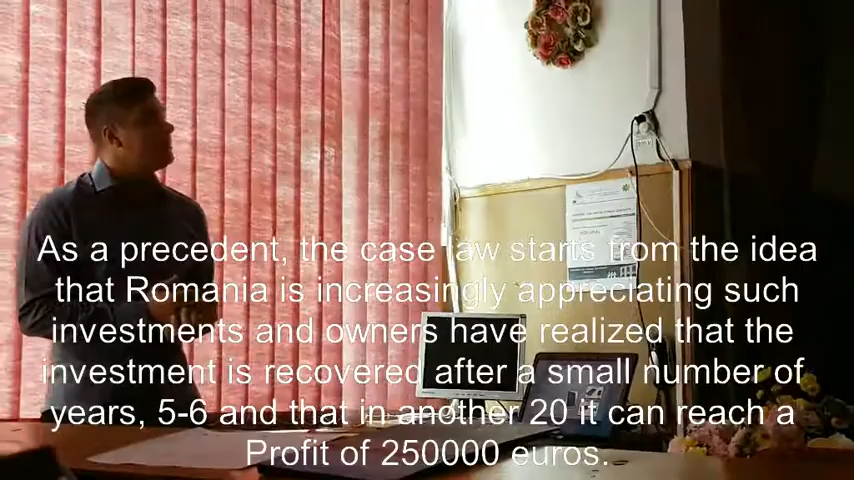 As a precedent, the case law starts from the idea
that Romania is increasingly appreciating such
investments and owners have realized that the
investment is recovered after a small number of
years, 5-6 and that in another 20 it can reach a
Profit of 250000 euros.